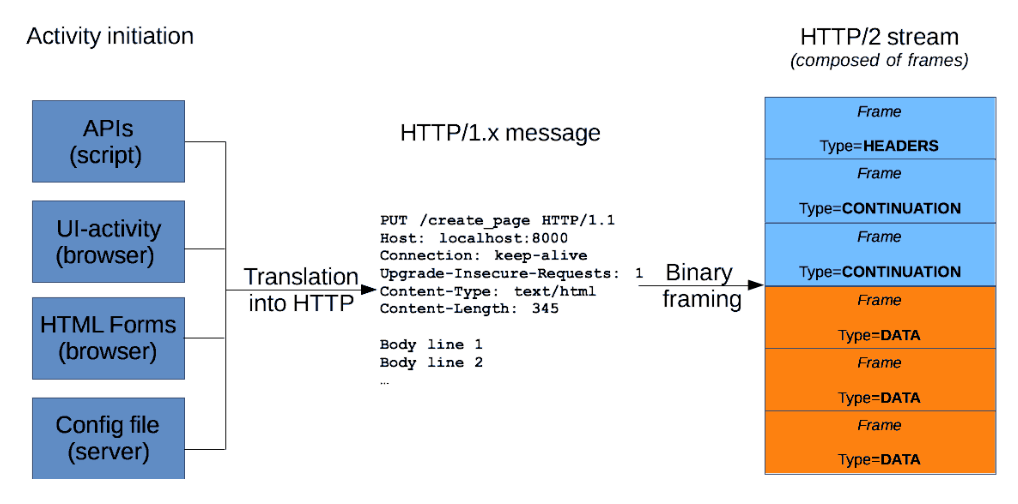 Activity initiation
HTTP/2 stream
(composed of frames)
APIs
(script)
UI-activity
(browser)
HTML Forms
(browser)
Config file
(server)
Translation
into HTTP
HTTP/1.x message
PUT /create_page HTTP/1.1
Host: localhost:8000
Connection: keep-alive
Upgrade-Insecure-Requests: 1
Content-Type: text/html
Content-Length: 345
Body line 1
Body line 2
…
Binary
framing
Frame
Type=HEADERS
Frame
Type=CONTINUATION
Frame
Type=CONTINUATION
Frame
Type=DATA
Frame
Type=DATA
Frame
Type=DATA